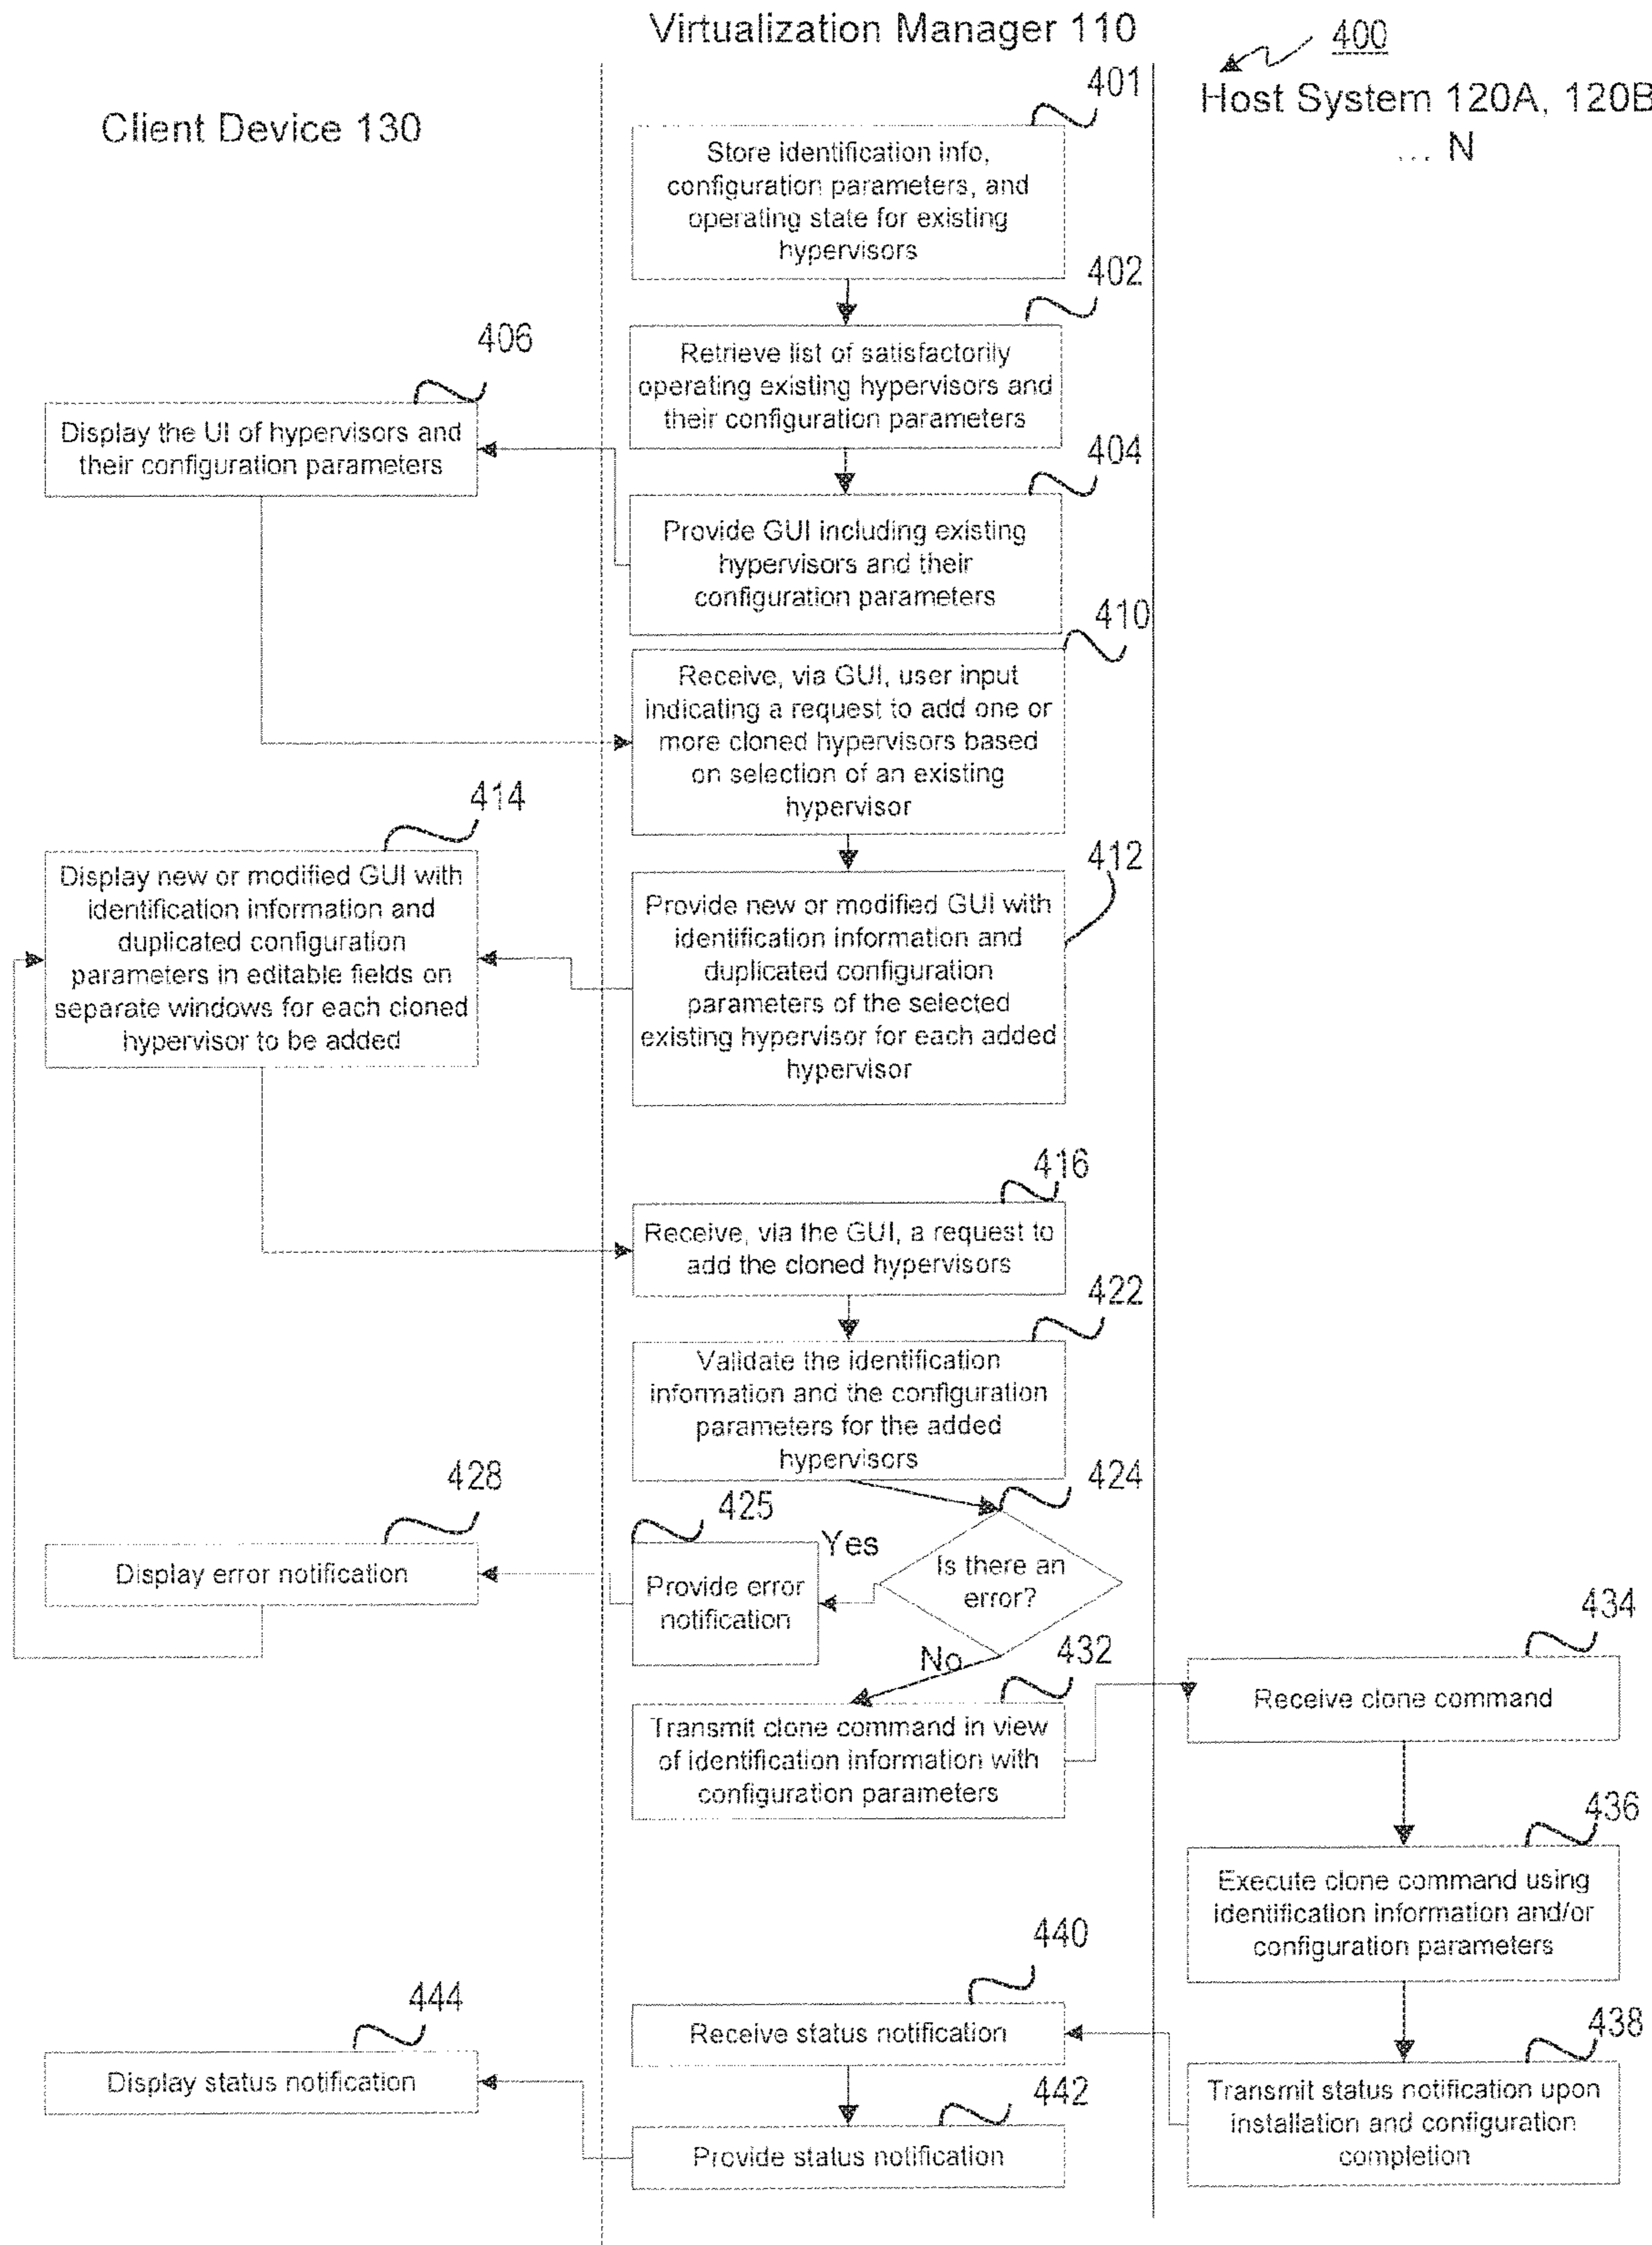 Virtualization Manager 110
400
Host System 120A, 120B
... N
Client Device 130
401
Store identification info,
configuration parameters, and
operating state for existing
hypervisors
402
Retrieve list of satisfactorily
operating existing hypervisors and
their configuration parameters
406
Display the UI of hypervisors and
their configuration parameters
404
Provide GUI including existing
hypervisors and their
configuration parameters
410
Receive, via GUI, user input
indicating a request to add one or
more cloned hypervisors based
on selection of an existing
hypervisor
414
Display new or modified GUI with
identification information and
duplicated configuration
parameters in editable fields on
separate windows for each cloned
hypervisor to be added
412
Provide new or modified GUI with
identification information and
duplicated configuration
parameters of the selected
existing hypervisor for each added
hypervisor
416
Receive, via the GUI, a request to
add the cloned hypervisors
422
Validate the identification
information and the configuration
parameters for the added
hypervisors
424
Is there an
error?
Yes
425
Provide error
notification
428
Display error notification
No
432
Transmit clone command in view
of identification information with
configuration parameters
434
Receive clone command
436
Execute clone command using
identification information and/or
configuration parameters
438
Transmit status notification upon
installation and configuration
completion
440
Receive status notification
442
Provide status notification
444
Display status notification